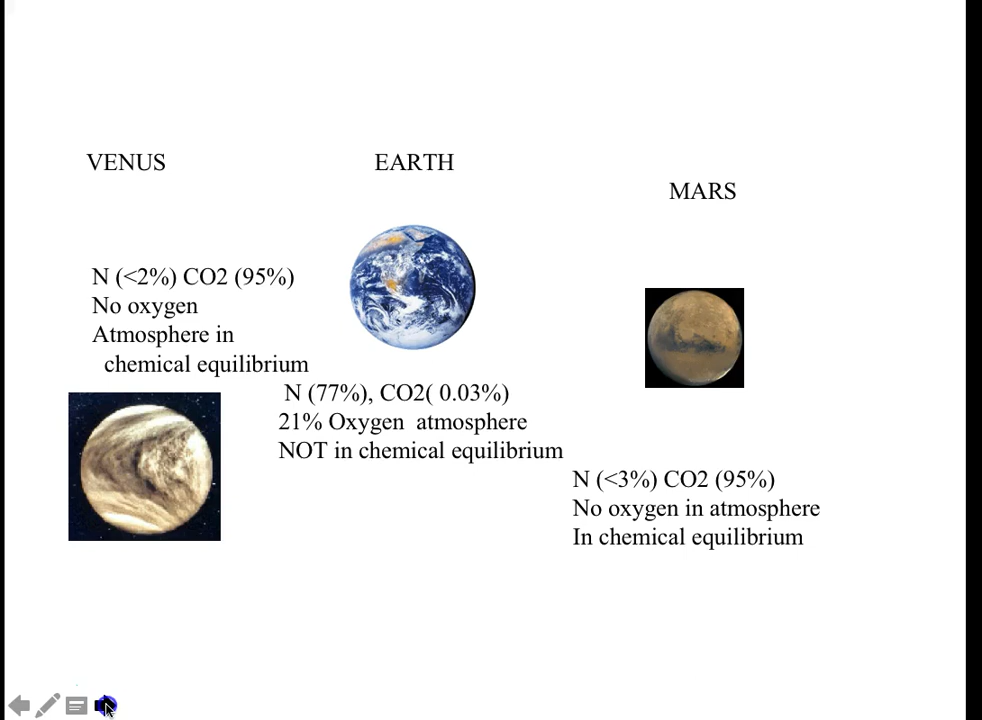 VENUS
EARTH
MARS
N (<2%) CO2 (95%)
No oxygen
Atmosphere in
chemical equilibrium
N (77%), CO2( 0.03%)
21% Oxygen atmosphere
NOT in chemical equilibrium
N (<3%) CO2 (95%)
No oxygen in atmosphere
In chemical equilibrium